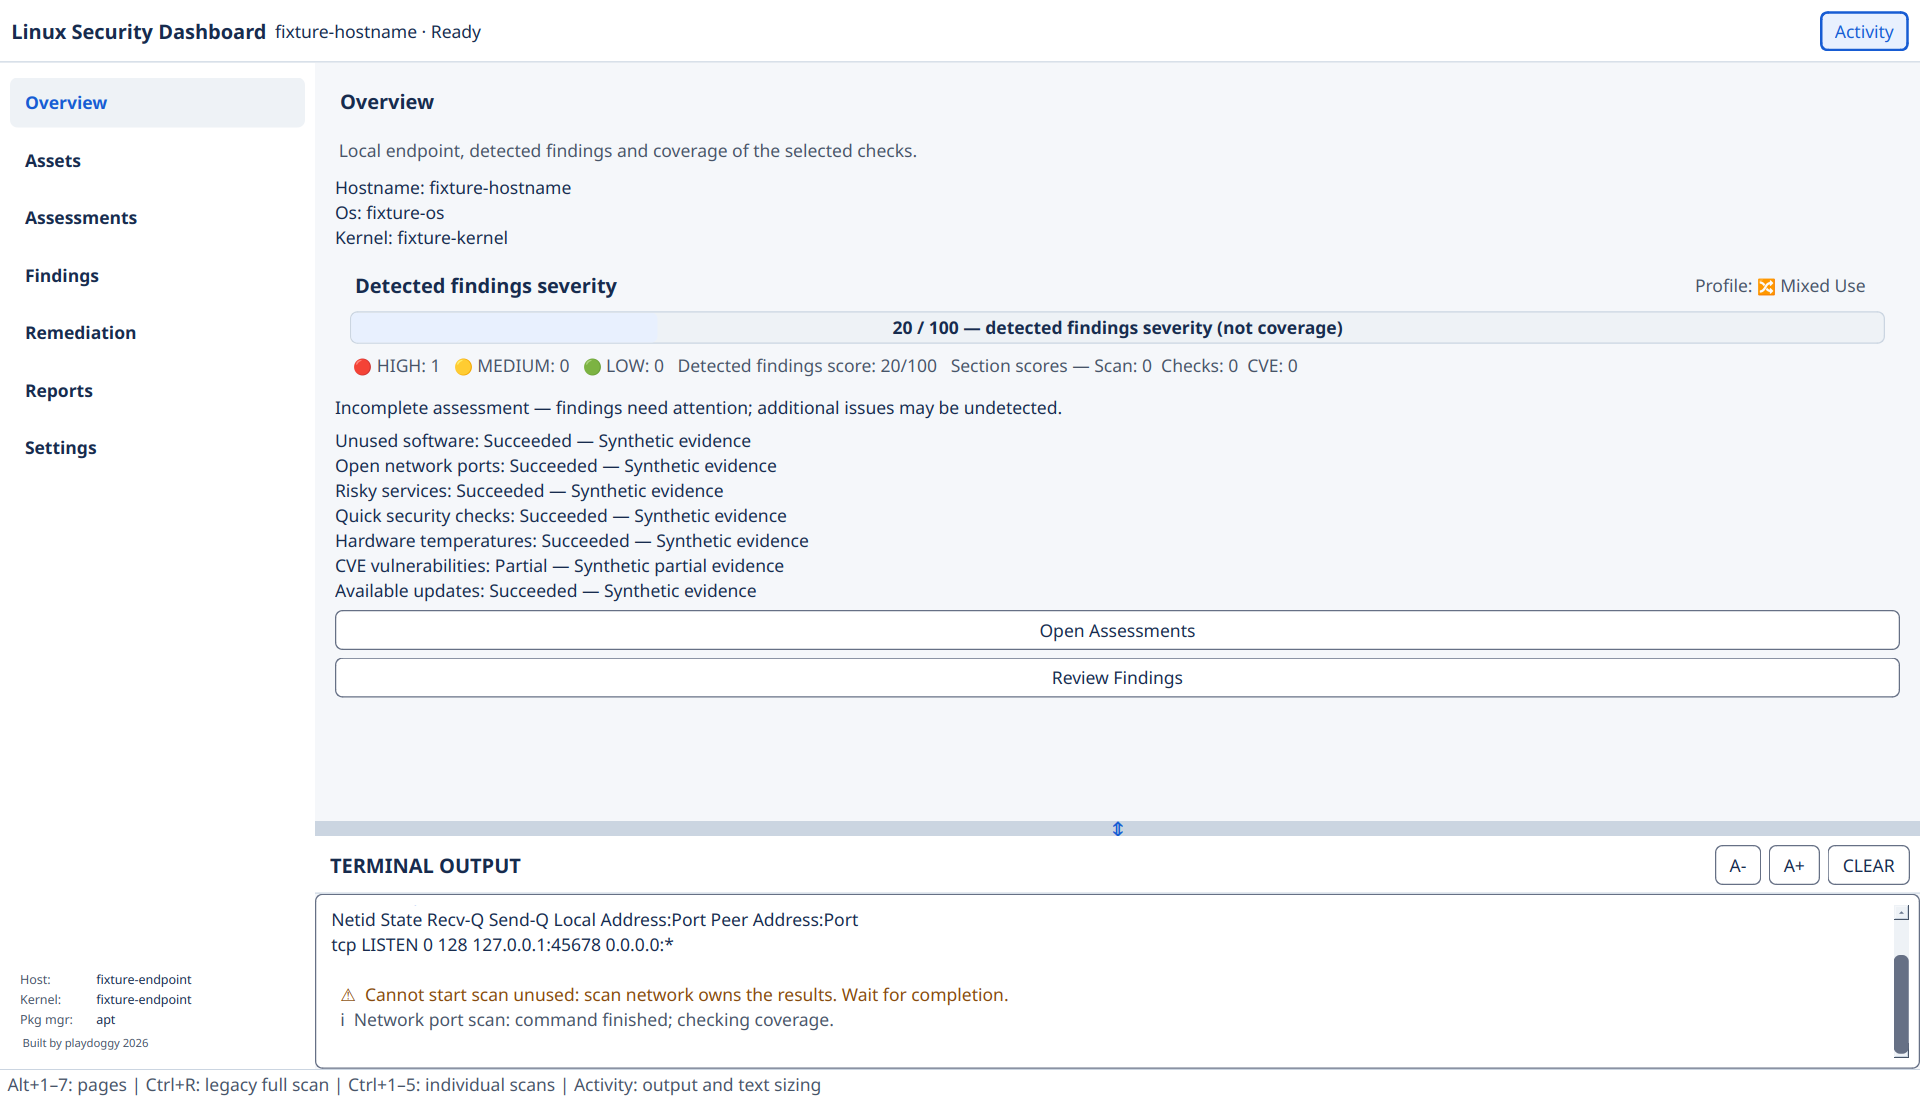 Linux Security Dashboard fixture-hostname · Ready
Activity
Overview
Assets
Assessments
Findings
Remediation
Reports
Settings
Host: fixture-endpoint
Kernel: fixture-endpoint
Pkg mgr: apt
Built by playdoggy 2026
Overview
Local endpoint, detected findings and coverage of the selected checks.
Hostname: fixture-hostname
Os: fixture-os
Kernel: fixture-kernel
Detected findings severity
Profile: 🔀 Mixed Use
20 / 100 — detected findings severity (not coverage)
🔴 HIGH: 1 🟡 MEDIUM: 0 🟢 LOW: 0 Detected findings score: 20/100 Section scores — Scan: 0 Checks: 0 CVE: 0
Incomplete assessment — findings need attention; additional issues may be undetected.
Unused software: Succeeded — Synthetic evidence
Open network ports: Succeeded — Synthetic evidence
Risky services: Succeeded — Synthetic evidence
Quick security checks: Succeeded — Synthetic evidence
Hardware temperatures: Succeeded — Synthetic evidence
CVE vulnerabilities: Partial — Synthetic partial evidence
Available updates: Succeeded — Synthetic evidence
Open Assessments
Review Findings
TERMINAL OUTPUT
A-
A+
CLEAR
Netid State Recv-Q Send-Q Local Address:Port Peer Address:Port
tcp LISTEN 0 128 127.0.0.1:45678 0.0.0.0:*
⚠ Cannot start scan unused: scan network owns the results. Wait for completion.
i Network port scan: command finished; checking coverage.
Alt+1–7: pages | Ctrl+R: legacy full scan | Ctrl+1–5: individual scans | Activity: output and text sizing